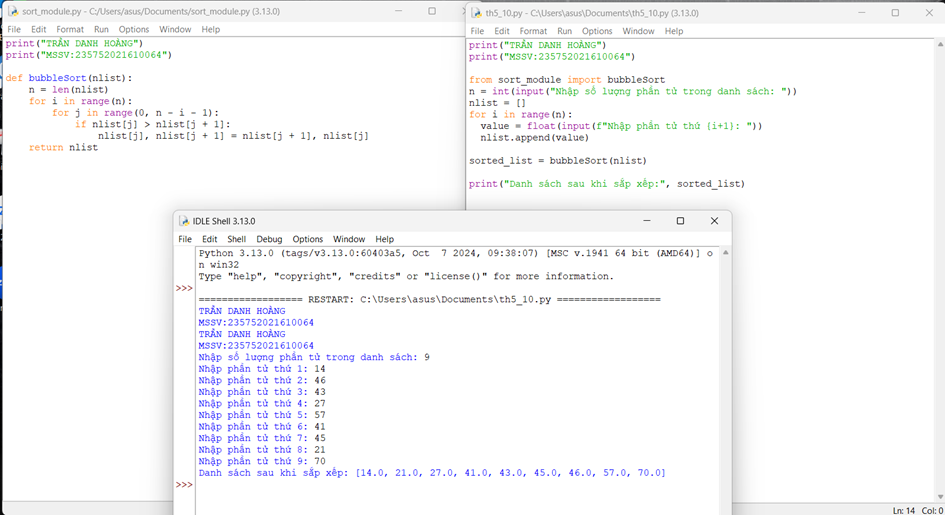 sort_module.py - C:/Users/asus/Documents/sort_module.py (3.13.0)
File Edit Format Run Options Window Help
print("TRẦN DANH HOÀNG")
print("MSSV:235752021610064")

def bubbleSort(nlist):
    n = len(nlist)
    for i in range(n):
        for j in range(0, n - i - 1):
            if nlist[j] > nlist[j + 1]:
                nlist[j], nlist[j + 1] = nlist[j + 1], nlist[j]
    return nlist

th5_10.py - C:\Users\asus\Documents\th5_10.py (3.13.0)
File Edit Format Run Options Window Help
print("TRẦN DANH HOÀNG")
print("MSSV:235752021610064")

from sort_module import bubbleSort
n = int(input("Nhập số lượng phần tử trong danh sách: "))
nlist = []
for i in range(n):
  value = float(input(f"Nhập phần tử thứ {i+1}: "))
  nlist.append(value)

sorted_list = bubbleSort(nlist)

print("Danh sách sau khi sắp xếp:", sorted_list)

IDLE Shell 3.13.0
File Edit Shell Debug Options Window Help
Python 3.13.0 (tags/v3.13.0:60403a5, Oct  7 2024, 09:38:07) [MSC v.1941 64 bit (AMD64)] o
n win32
Type "help", "copyright", "credits" or "license()" for more information.
>>>
================== RESTART: C:\Users\asus\Documents\th5_10.py ==================
TRẦN DANH HOÀNG
MSSV:235752021610064
TRẦN DANH HOÀNG
MSSV:235752021610064
Nhập số lượng phần tử trong danh sách: 9
Nhập phần tử thứ 1: 14
Nhập phần tử thứ 2: 46
Nhập phần tử thứ 3: 43
Nhập phần tử thứ 4: 27
Nhập phần tử thứ 5: 57
Nhập phần tử thứ 6: 41
Nhập phần tử thứ 7: 45
Nhập phần tử thứ 8: 21
Nhập phần tử thứ 9: 70
Danh sách sau khi sắp xếp: [14.0, 21.0, 27.0, 41.0, 43.0, 45.0, 46.0, 57.0, 70.0]
>>>
Ln: 14 Col: 0